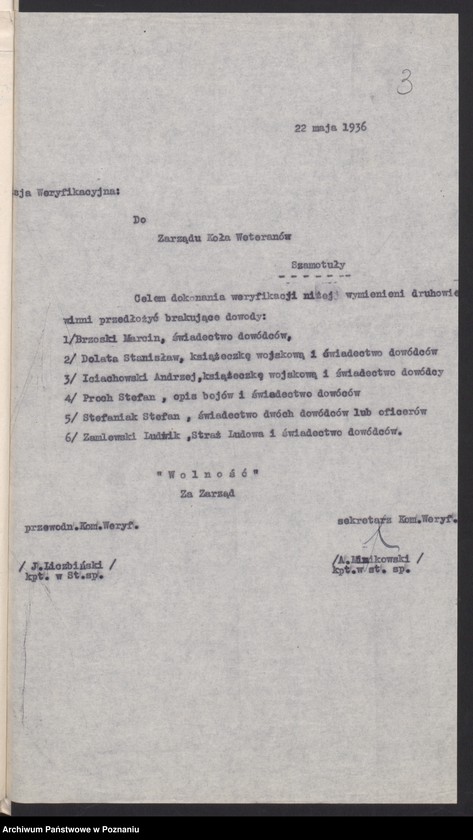 3
22 maja 1936
sja Weryfikacyjna:
Do
Zarządu Koła Weteranów
Szamotuły
Celem dokonania weryfikacji niżej wymienieni druhowie
winni przedłożyć brakujące dowody:
1/Brzoski Marcin, świadectwo dowódców,
2/ Dolata Stanisław, książeczkę wojskową i świadectwo dowódców
3/ Iciachowski Andrzej,książeczkę wojskową i świadectwo dowódcy
4/ Proch Stefan , opis bojów i świadectwo dowóców
5/ Stefaniak Stefan , świadectwo dwóch dowódców lub oficerów
6/ Zamlewski Ludwik ,Straż Ludowa i świadectwo dowódców.
"W o l n o ś ć"
Za Zarząd
przewodn.Kom.Weryf.
sekretarz Kom.Weryf.
/ J.Liczbiński /
kpt. w St.sp.
/A. /
kpt.w st. sp.
Archiwum Państwowe w Poznaniu